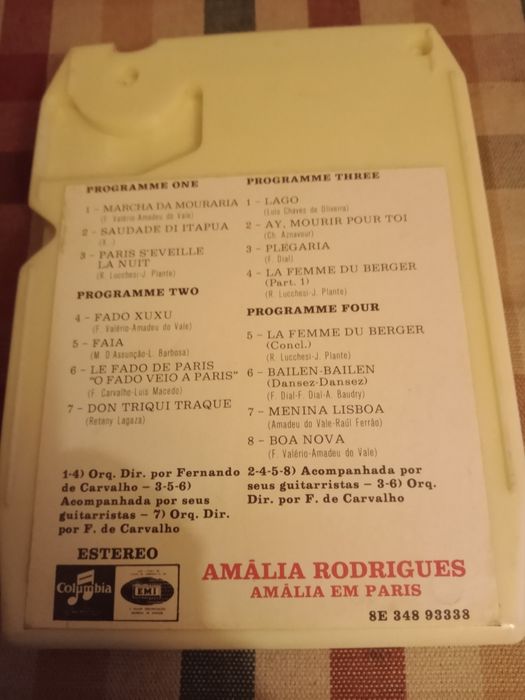 PROGRAMME ONE
1 - MARCHA DA MOURARIA
(F. Valério-Amadeu do Vale)
2 - SAUDADE DI ITAPUA
(X.)
3 - PARIS S'EVEILLE
LA NUIT
(R. Lucchesi-J. Plante)
PROGRAMME TWO
4 - FADO XUXU
(F. Valério-Amadeu do Vale)
5 - FAIA
(M. D'Assunção-L. Barbosa)
6 - LE FADO DE PARIS
"O FADO VEIO A PARIS"
(F. Carvalho-Luis Macedo)
7 - DON TRIQUI TRAQUE
(Reteny Lagaza)
PROGRAMME THREE
1 - LAGO
(Luis Chaves de Oliveira)
2 - AY, MOURIR POUR TOI
(Ch. Aznavour)
3 - PLEGARIA
(F. Dial)
4 - LA FEMME DU BERGER
(Part. 1)
(R. Lucchesi-J. Plante)
PROGRAMME FOUR
5 - LA FEMME DU BERGER
(Concl.)
(R. Lucchesi-J. Plante)
6 - BAILEN-BAILEN
(Dansez-Dansez)
(F. Dial-F. Dial-A. Baudry)
7 - MENINA LISBOA
(Amadeu do Vale-Raúl Ferrão)
8 - BOA NOVA
(F. Valério-Amadeu do Vale)
1-4) Orq. Dir. por Fernando
de Carvalho - 3-5-6)
Acompanhada por seus
guitarristas - 7) Orq. Dir.
por F. de Carvalho
2-4-5-8) Acompanhada por
seus guitarristas - 3-6) Orq.
Dir. por F. de Carvalho
ESTEREO
Columbia
EMI
AMÁLIA RODRIGUES
AMÁLIA EM PARIS
8E 348 93338